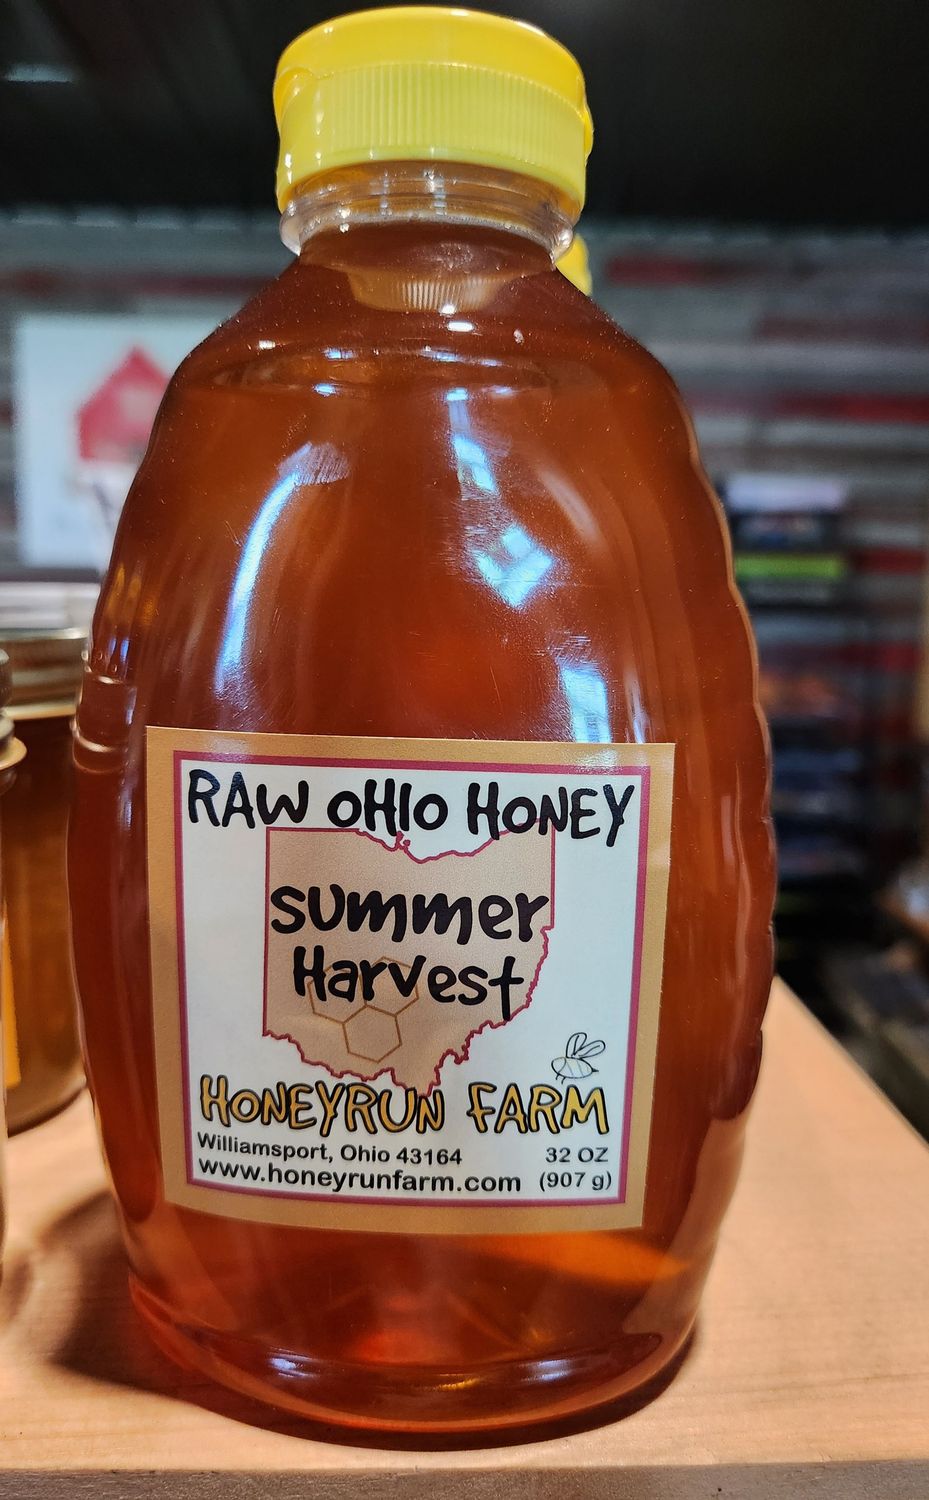 RAW OHIO HONEY
Summer
Harvest
HONEYRUN FARM
Williamsport, Ohio 43164 32 OZ
www.honeyrunfarm.com (907 g)